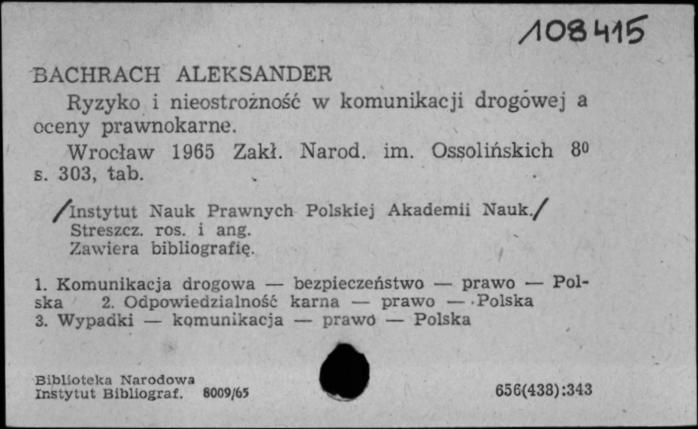 108415
BACHRACH ALEKSANDER
Ryzyko i nieostrożność w komunikacji drogowej a
oceny prawnokarne.
Wrocław 1965 Zakł. Narod. im. Ossolińskich 8⁰
s. 303, tab.
/Instytut Nauk Prawnych Polskiej Akademii Nauk./
Streszcz. ros. i ang.
Zawiera bibliografię.
1. Komunikacja drogowa — bezpieczeństwo — prawo — Pol-
ska 2. Odpowiedzialność karna — prawo — Polska
3. Wypadki — komunikacja — prawo — Polska
Biblioteka Narodowa
Instytut Bibliograf. 8009/65 656(438):343